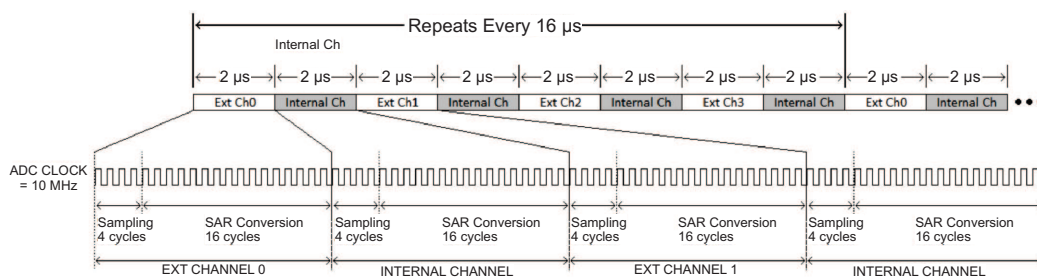 Repeats Every 16 µs
Internal Ch
2 µs 2 µs 2 µs 2 µs 2 µs 2 µs 2 µs 2 µs 2 µs 2 µs
Ext Ch0 Internal Ch Ext Ch1 Internal Ch Ext Ch2 Internal Ch Ext Ch3 Internal Ch Ext Ch0 Internal Ch
ADC CLOCK
= 10 MHz
Sampling SAR Conversion Sampling SAR Conversion Sampling SAR Conversion Sampling SAR Conversion
4 cycles 16 cycles 4 cycles 16 cycles 4 cycles 16 cycles 4 cycles 16 cycles
EXT CHANNEL 0 INTERNAL CHANNEL EXT CHANNEL 1 INTERNAL CHANNEL